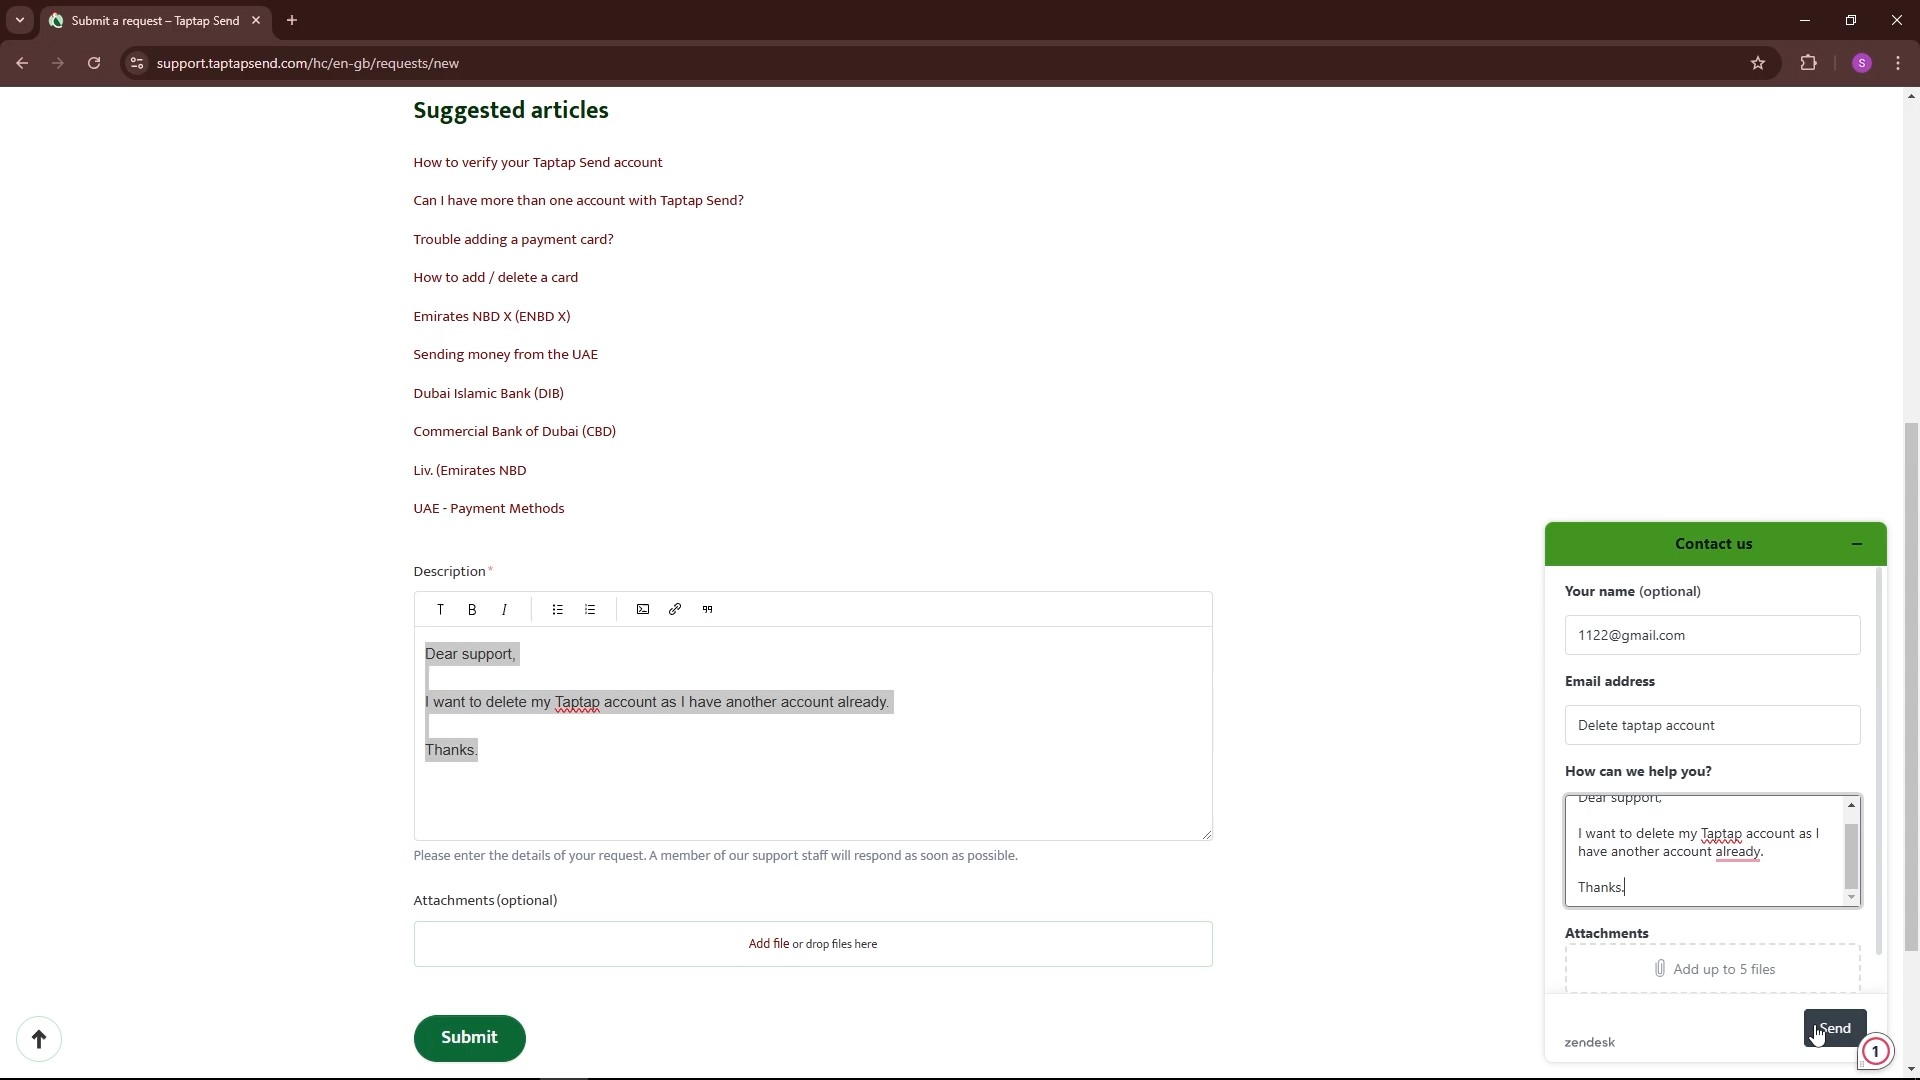 Submit a request – Taptap Send
support.taptapsend.com/hc/en-gb/requests/new
S
Suggested articles
How to verify your Taptap Send account
Can I have more than one account with Taptap Send?
Trouble adding a payment card?
How to add / delete a card
Emirates NBD X (ENBD X)
Sending money from the UAE
Dubai Islamic Bank (DIB)
Commercial Bank of Dubai (CBD)
Liv. (Emirates NBD
UAE - Payment Methods
Description*
T B I
Dear support,
I want to delete my Taptap account as I have another account already.
Thanks.
Please enter the details of your request. A member of our support staff will respond as soon as possible.
Attachments (optional)
Add file or drop files here
Submit
Contact us
Your name (optional)
1122@gmail.com
Email address
Delete taptap account
How can we help you?
Dear support,
I want to delete my Taptap account as I
have another account already.
Thanks.
Attachments
Add up to 5 files
Send
zendesk
1